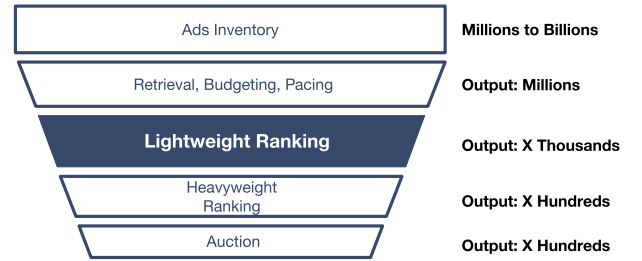 Ads Inventory
Millions to Billions
Retrieval, Budgeting, Pacing
Output: Millions
Lightweight Ranking
Output: X Thousands
Heavyweight
Ranking
Output: X Hundreds
Auction
Output: X Hundreds